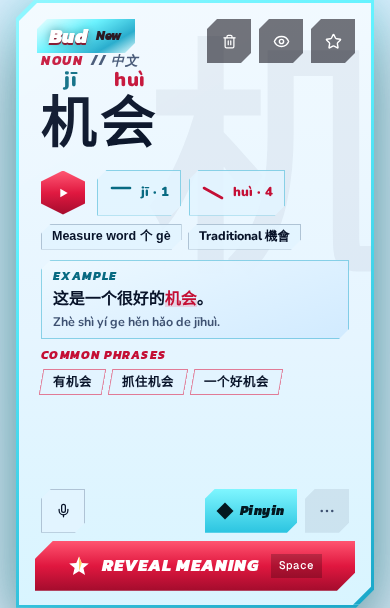 Bud New
NOUN // 中文
jī huì
机会
jī · 1 huì · 4
Measure word 个 gè Traditional 機會
EXAMPLE
这是一个很好的机会。
Zhè shì yí ge hěn hǎo de jīhuì.
COMMON PHRASES
有机会 抓住机会 一个好机会
Pinyin
REVEAL MEANING Space